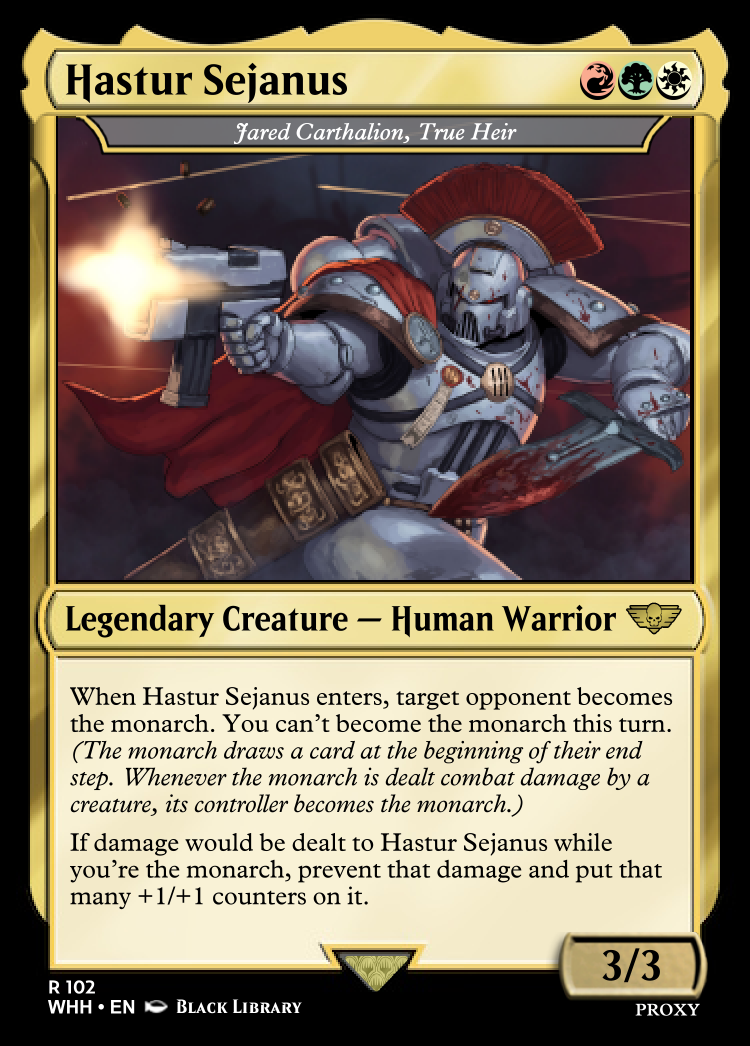 Hastur Sejanus
Jared Carthalion, True Heir
Legendary Creature — Human Warrior
When Hastur Sejanus enters, target opponent becomes
the monarch. You can't become the monarch this turn.
(The monarch draws a card at the beginning of their end
step. Whenever the monarch is dealt combat damage by a
creature, its controller becomes the monarch.)
If damage would be dealt to Hastur Sejanus while
you're the monarch, prevent that damage and put that
many +1/+1 counters on it.
3/3
R 102
WHH • EN Black Library
PROXY